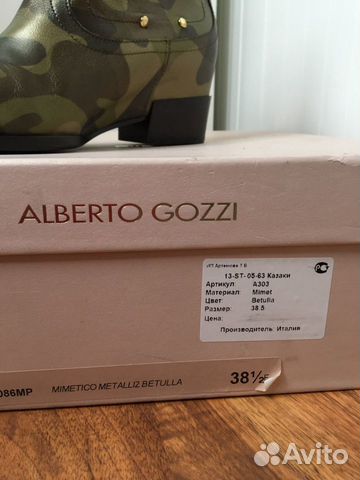 ALBERTO GOZZI
ИП Артемова Т В
13-ST-05-63 Казаки
Артикул: A303
Материал: Mimet
Цвет: Betulla
Размер: 38.5
Цена:
Производитель: Италия
086MP
MIMETICO METALLIZ BETULLA
38½
Avito